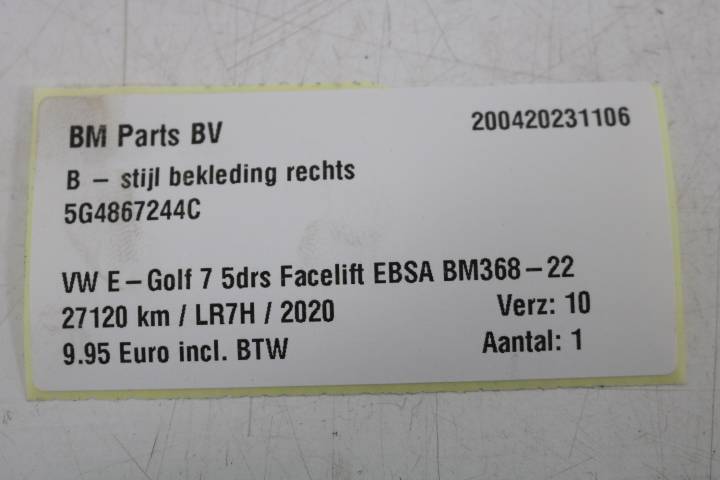 BM Parts BV 200420231106
B – stijl bekleding rechts
5G4867244C
VW E–Golf 7 5drs Facelift EBSA BM368–22
27120 km / LR7H / 2020 Verz: 10
9.95 Euro incl. BTW Aantal: 1